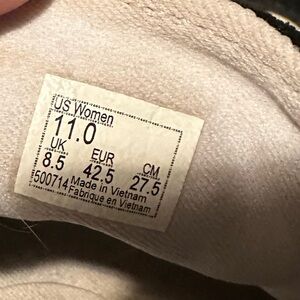 US Women
11.0
UK EUR CM
8.5 42.5 27.5
500714 Made in Vietnam
Fabrique en Vietnam